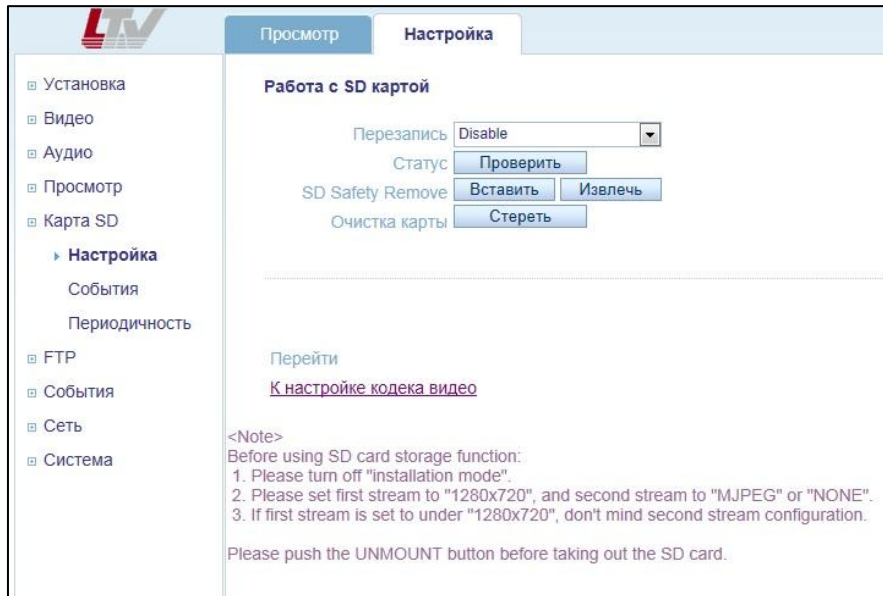 LTV
Просмотр
Настройка
Установка
Видео
Аудио
Просмотр
Карта SD
Настройка
События
Периодичность
FTP
События
Сеть
Система
Работа с SD картой
Перезапись Disable
Статус Проверить
SD Safety Remove Вставить Извлечь
Очистка карты Стереть
Перейти
К настройке кодека видео
<Note>
Before using SD card storage function:
1. Please turn off "installation mode".
2. Please set first stream to "1280x720", and second stream to "MJPEG" or "NONE".
3. If first stream is set to under "1280x720", don't mind second stream configuration.
Please push the UNMOUNT button before taking out the SD card.